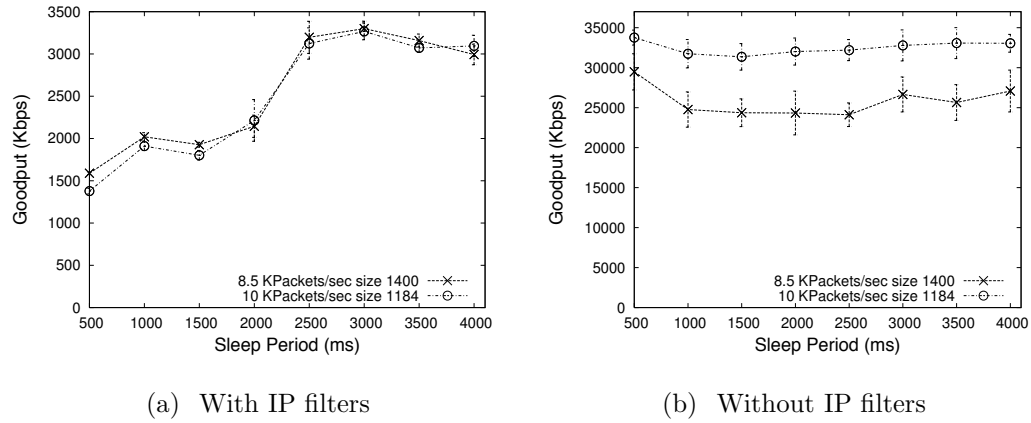 3500
3000
2500
2000
1500
1000
500
0
Goodput (Kbps)
8.5 KPackets/sec size 1400
10 KPackets/sec size 1184
500 1000 1500 2000 2500 3000 3500 4000
Sleep Period (ms)
(a) With IP filters
35000
30000
25000
20000
15000
10000
5000
0
Goodput (Kbps)
8.5 KPackets/sec size 1400
10 KPackets/sec size 1184
500 1000 1500 2000 2500 3000 3500 4000
Sleep Period (ms)
(b) Without IP filters